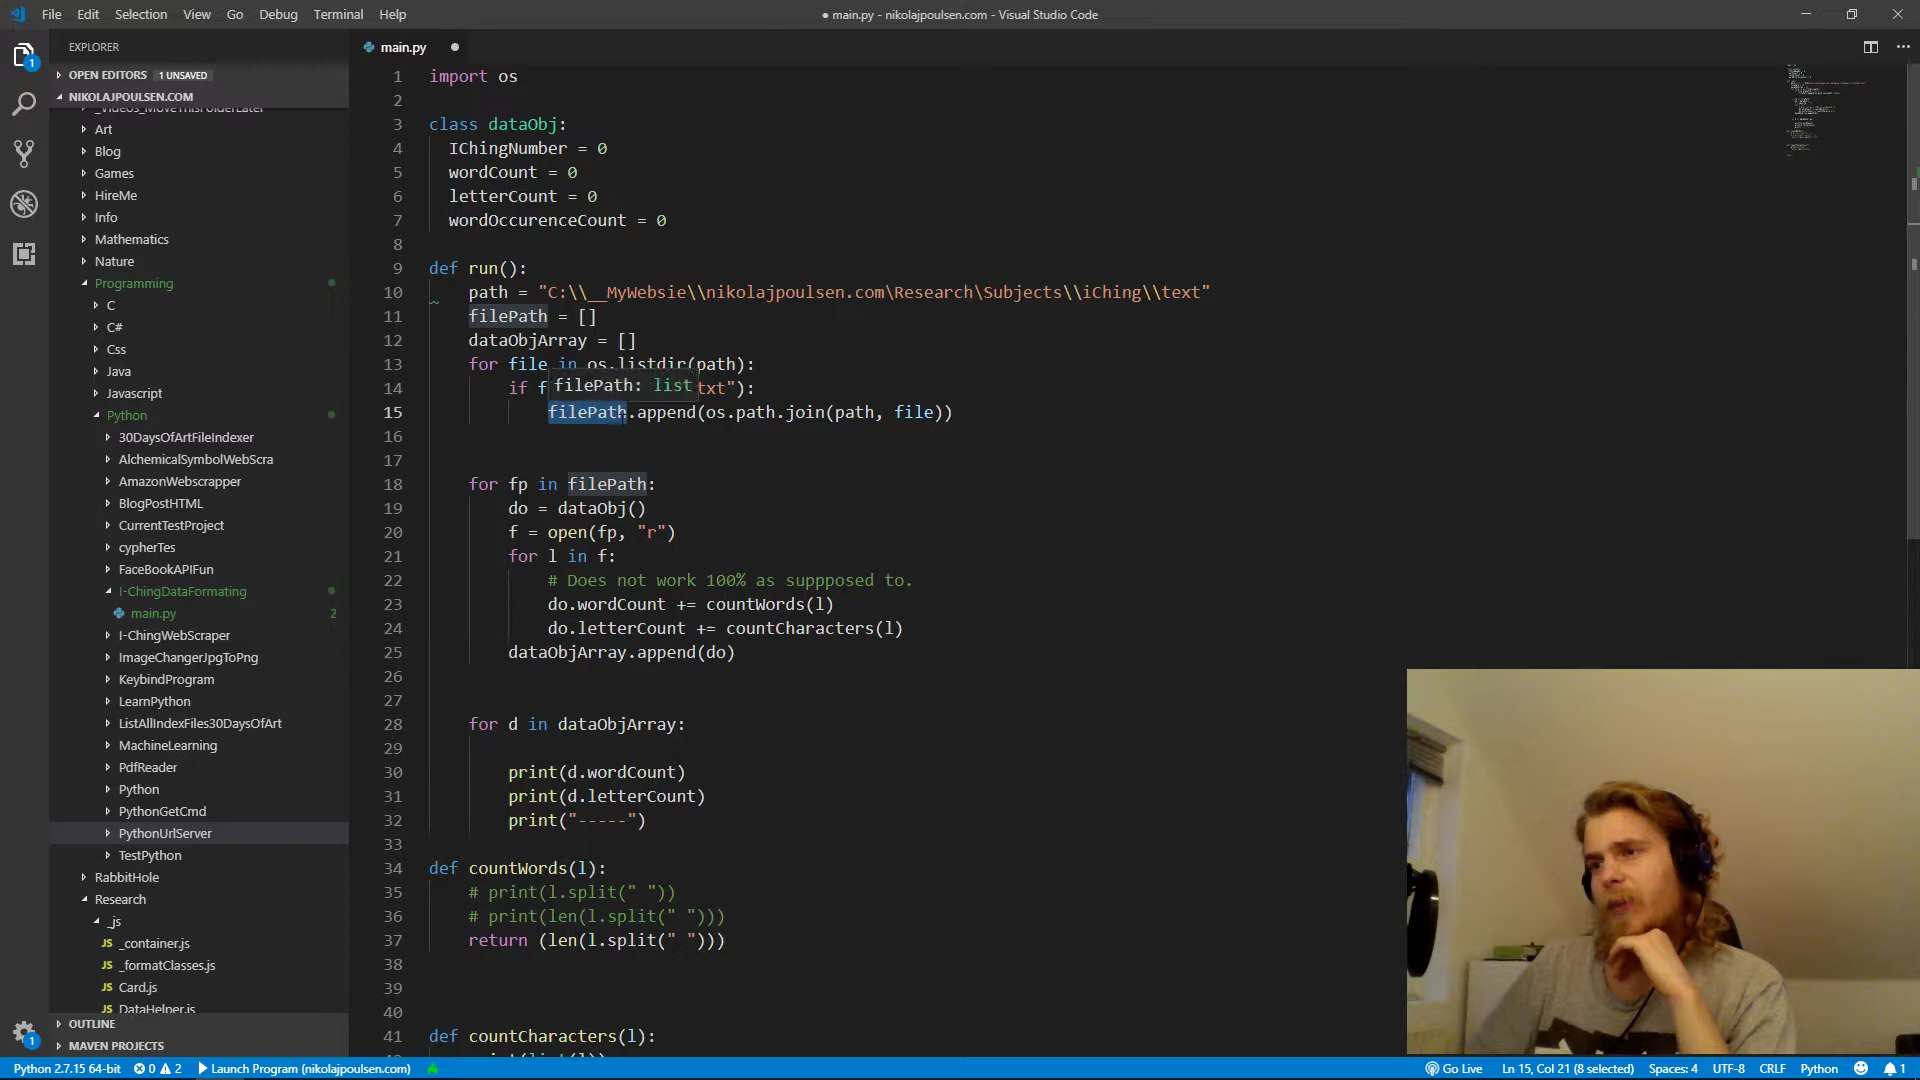 File Edit Selection View Go Debug Terminal Help
● main.py - nikolajpoulsen.com - Visual Studio Code
EXPLORER
OPEN EDITORS 1 UNSAVED
NIKOLAJPOULSEN.COM
_Videos_MoveThisFolderLater
Art
Blog
Games
HireMe
Info
Mathematics
Nature
Programming
C
C#
Css
Java
Javascript
Python
30DaysOfArtFileIndexer
AlchemicalSymbolWebScra
AmazonWebscrapper
BlogPostHTML
CurrentTestProject
cypherTes
FaceBookAPIFun
I-ChingDataFormating
main.py 2
I-ChingWebScraper
ImageChangerJpgToPng
KeybindProgram
LearnPython
ListAllIndexFiles30DaysOfArt
MachineLearning
PdfReader
Python
PythonGetCmd
PythonUrlServer
TestPython
RabbitHole
Research
_js
JS _container.js
JS _formatClasses.js
JS Card.js
JS DataHelper.js
OUTLINE
MAVEN PROJECTS
1
1
main.py
1 import os
2
3 class dataObj:
4 IChingNumber = 0
5 wordCount = 0
6 letterCount = 0
7 wordOccurenceCount = 0
8
9 def run():
10 path = "C:\\__MyWebsie\\nikolajpoulsen.com\Research\Subjects\\iChing\\text"
11 filePath = []
12 dataObjArray = []
13 for file in os.listdir(path):
14 if f filePath: list txt"):
15 filePath.append(os.path.join(path, file))
16
17
18 for fp in filePath:
19 do = dataObj()
20 f = open(fp, "r")
21 for l in f:
22 # Does not work 100% as suppposed to.
23 do.wordCount += countWords(l)
24 do.letterCount += countCharacters(l)
25 dataObjArray.append(do)
26
27
28 for d in dataObjArray:
29
30 print(d.wordCount)
31 print(d.letterCount)
32 print("-----")
33
34 def countWords(l):
35 # print(l.split(" "))
36 # print(len(l.split(" ")))
37 return (len(l.split(" ")))
38
39
40
41 def countCharacters(l):
Python 2.7.15 64-bit 0 2 Launch Program (nikolajpoulsen.com)
Go Live Ln 15, Col 21 (8 selected) Spaces: 4 UTF-8 CRLF Python 1